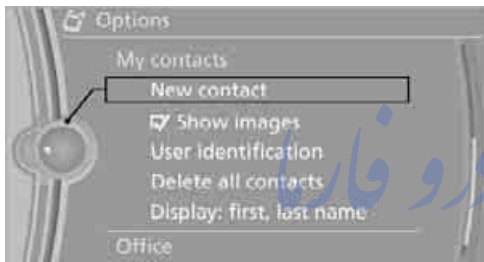 Options
My contacts
New contact
Show images
User identification
Delete all contacts
Display: first, last name
Office